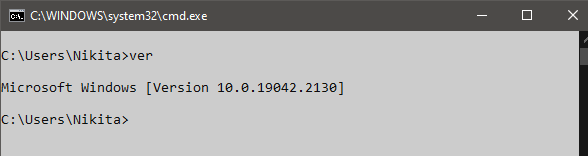 C:\WINDOWS\system32\cmd.exe
C:\Users\Nikita>ver
Microsoft Windows [Version 10.0.19042.2130]
C:\Users\Nikita>